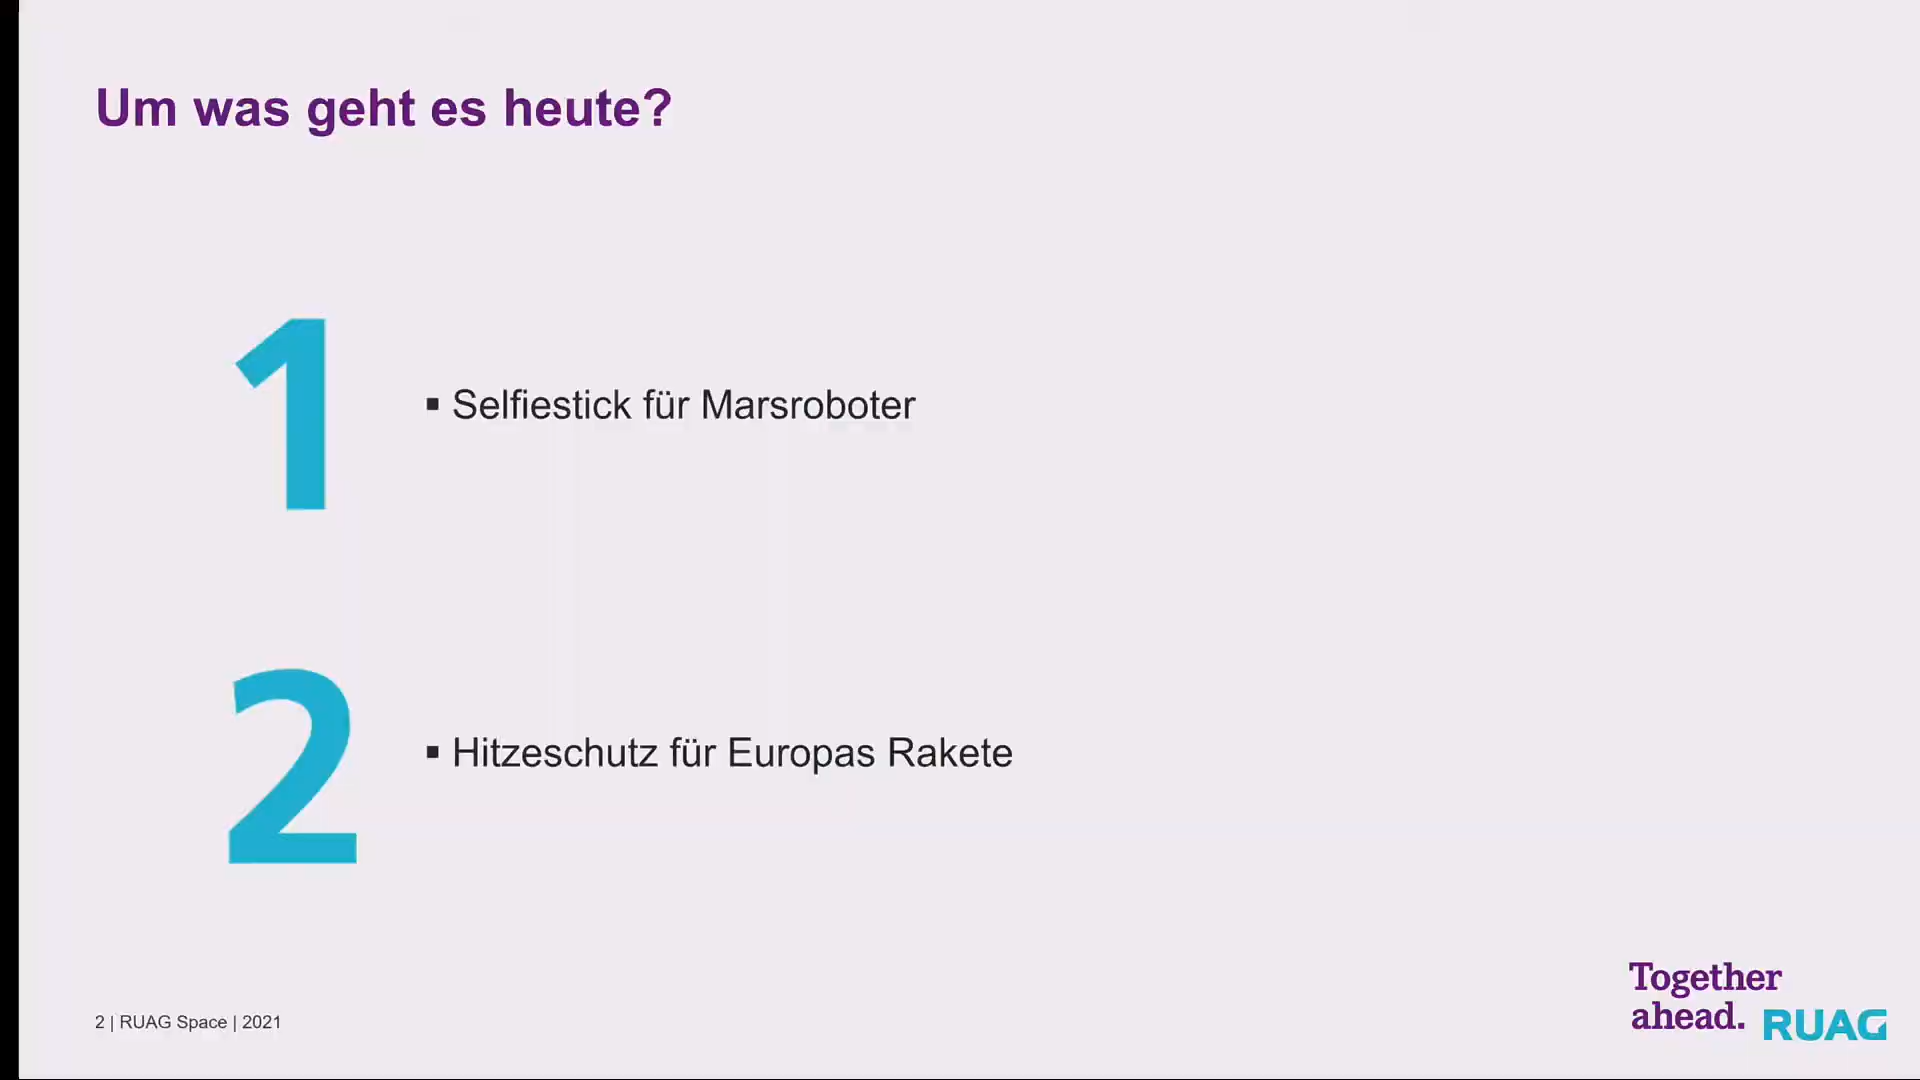 Um was geht es heute?
1
▪ Selfiestick für Marsroboter
2
▪ Hitzeschutz für Europas Rakete
2 | RUAG Space | 2021
Together
ahead. RUAG